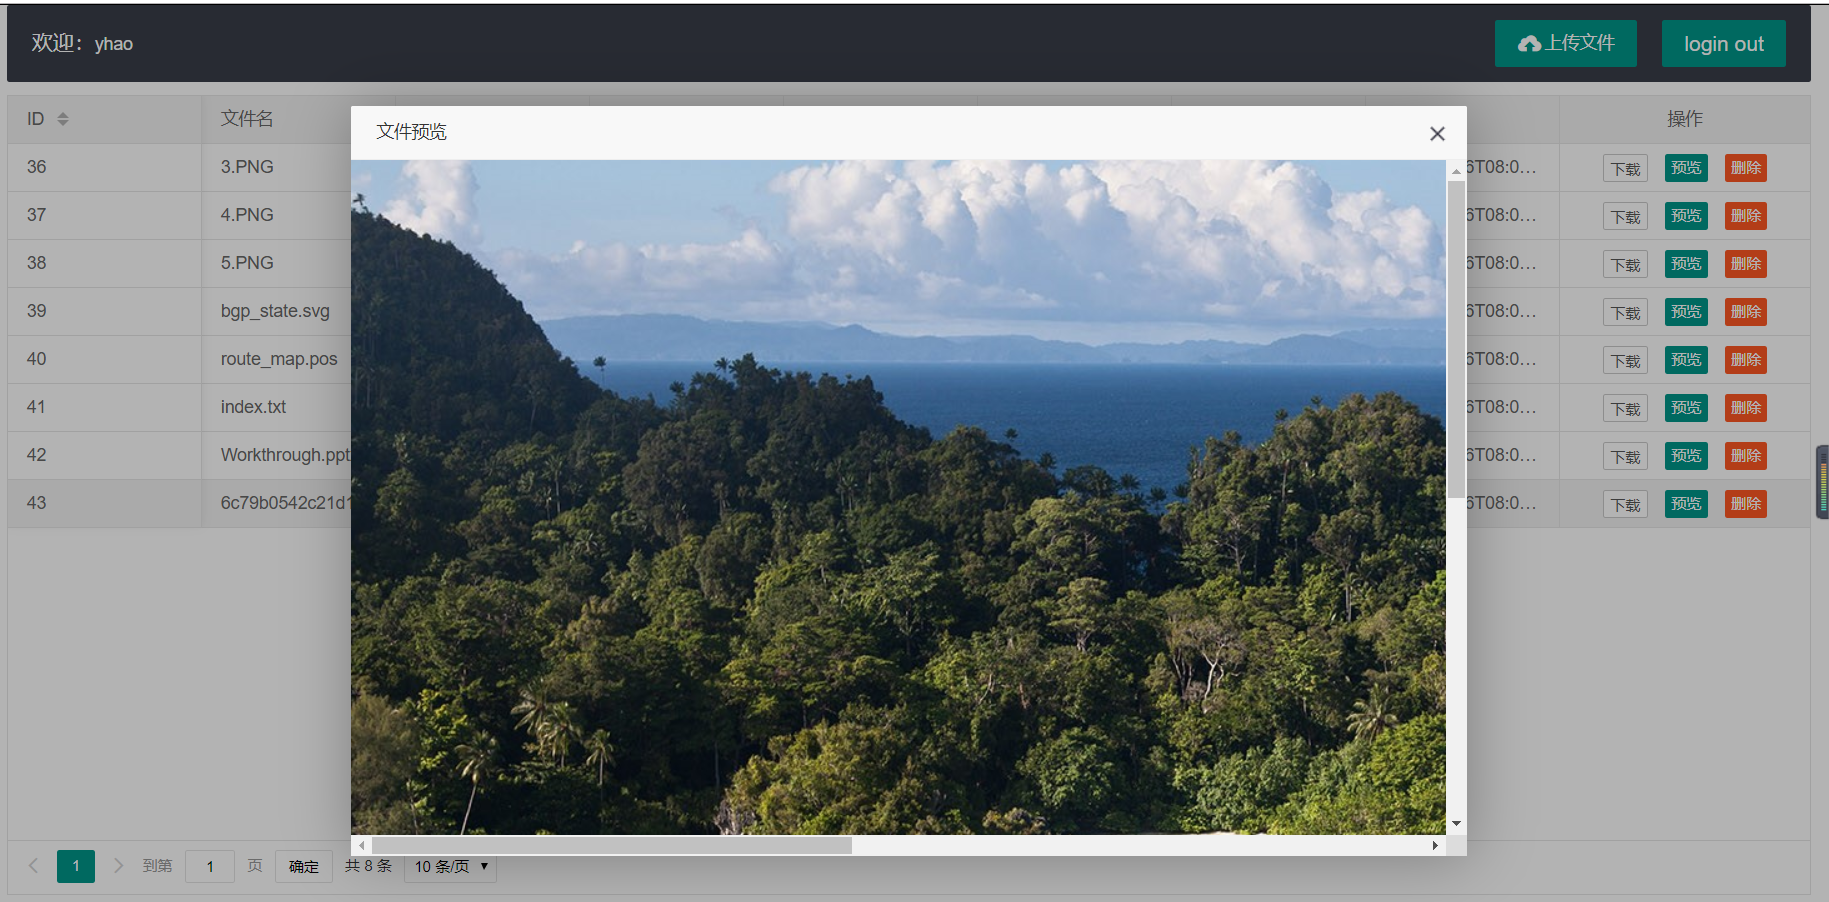 欢迎：yhao
上传文件
login out
ID 文件名 操作
文件预览
36 3.PNG 6T08:0... 下载 预览 删除
37 4.PNG 6T08:0... 下载 预览 删除
38 5.PNG 6T08:0... 下载 预览 删除
39 bgp_state.svg 6T08:0... 下载 预览 删除
40 route_map.pos 6T08:0... 下载 预览 删除
41 index.txt 6T08:0... 下载 预览 删除
42 Workthrough.ppt 6T08:0... 下载 预览 删除
43 6c79b0542c21d1 6T08:0... 下载 预览 删除
1 到第 1 页 确定 共 8 条 10 条/页